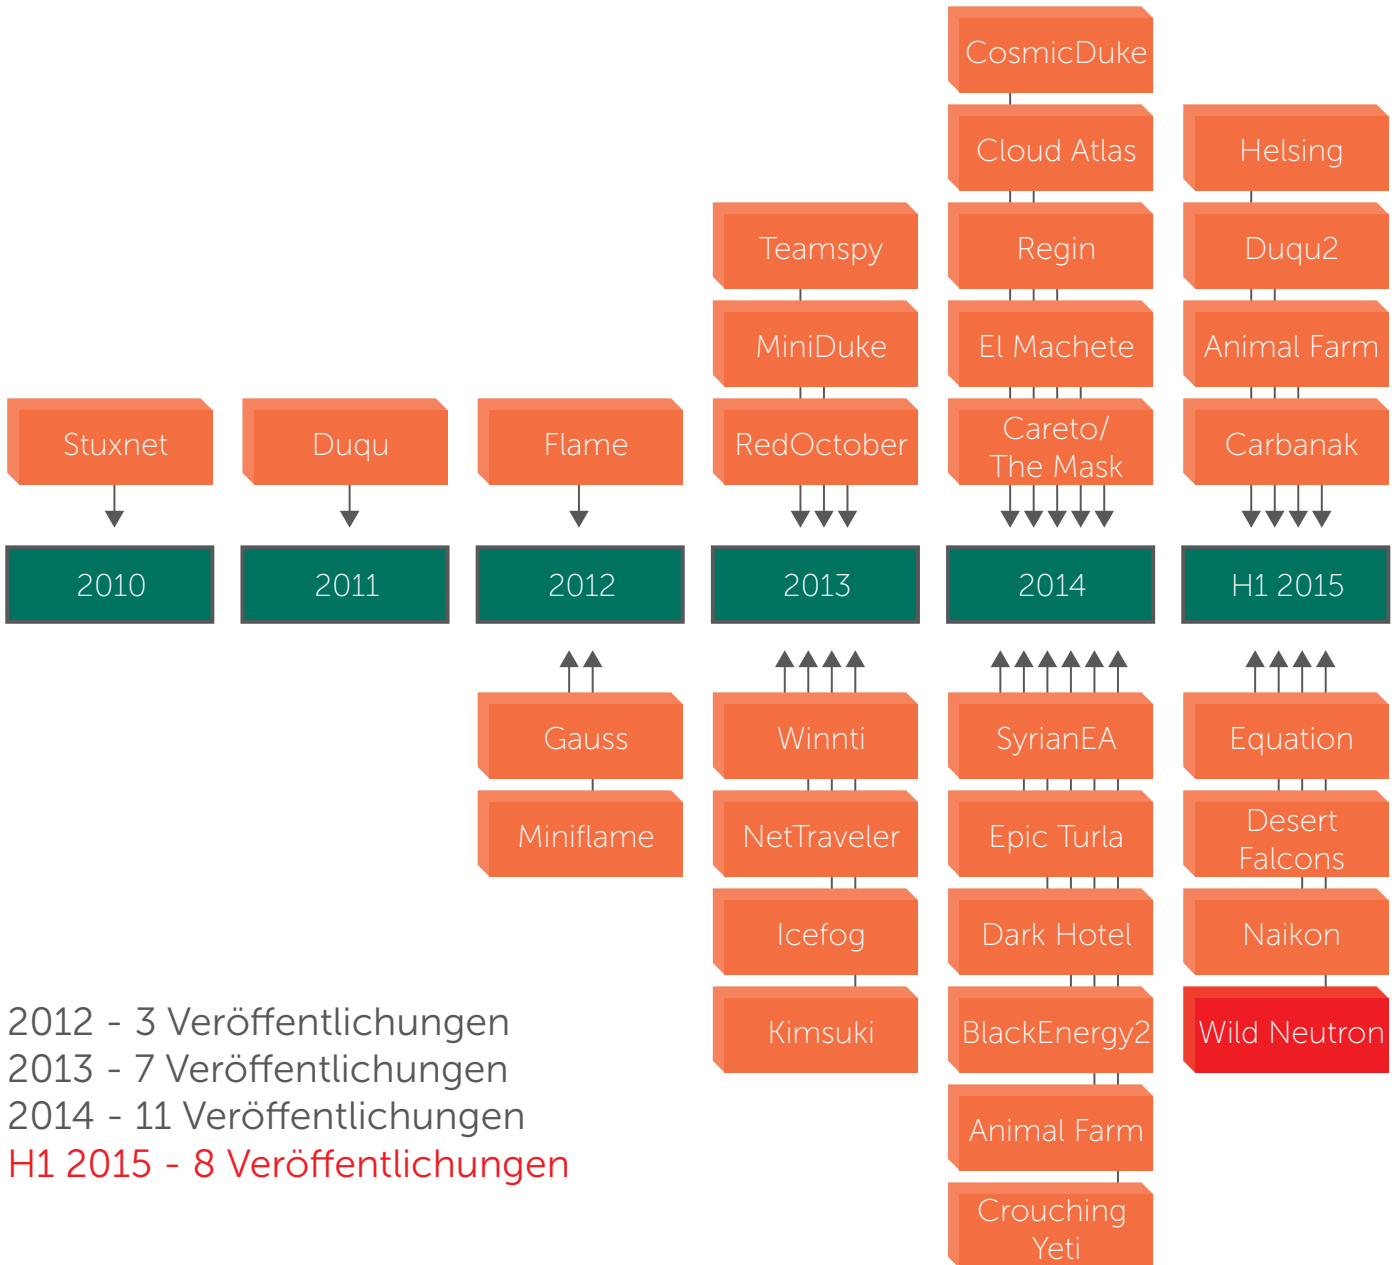 CosmicDuke
Cloud Atlas
Helsing
Teamspy
Regin
Duqu2
MiniDuke
El Machete
Animal Farm
Stuxnet
Duqu
Flame
RedOctober
Careto/
The Mask
Carbanak
2010
2011
2012
2013
2014
H1 2015
Gauss
Winnti
SyrianEA
Equation
Miniflame
NetTraveler
Epic Turla
Desert
Falcons
Icefog
Dark Hotel
Naikon
Kimsuki
BlackEnergy2
Wild Neutron
Animal Farm
Crouching
Yeti
2012 - 3 Veröffentlichungen
2013 - 7 Veröffentlichungen
2014 - 11 Veröffentlichungen
H1 2015 - 8 Veröffentlichungen